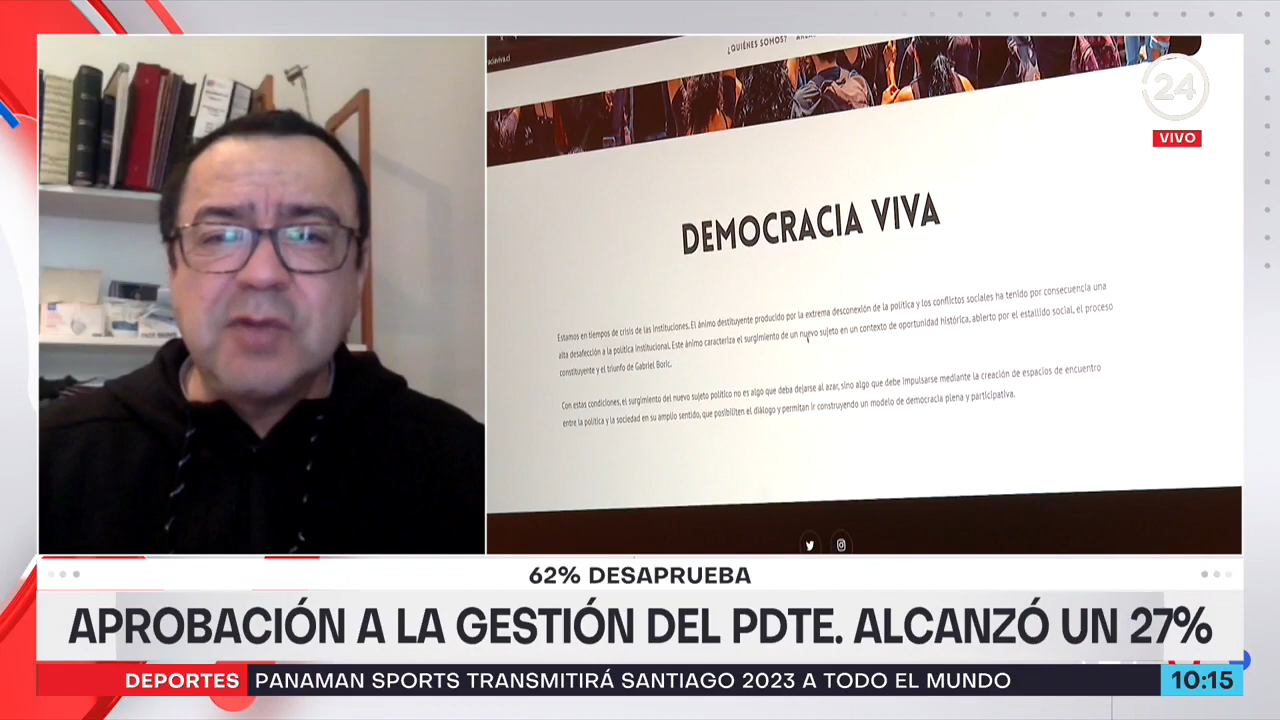 ¿QUIÉNES SOMOS?
24
VIVO
DEMOCRACIA VIVA
Estamos en tiempos de crisis de las instituciones. El ánimo destituyente producido por la extrema desconexión de la política y los conflictos sociales ha tenido por consecuencia una
alta desafección a la política institucional. Este ánimo caracteriza el surgimiento de un nuevo sujeto en un contexto de oportunidad histórica, abierto por el estallido social, el proceso
constituyente y el triunfo de Gabriel Boric.
Con estas condiciones, el surgimiento del nuevo sujeto político no es algo que deba dejarse al azar, sino algo que debe impulsarse mediante la creación de espacios de encuentro
entre la política y la sociedad en su amplio sentido, que posibiliten el diálogo y permitan ir construyendo un modelo de democracia plena y participativa.
62% DESAPRUEBA
APROBACIÓN A LA GESTIÓN DEL PDTE. ALCANZÓ UN 27%
DEPORTES PANAMAN SPORTS TRANSMITIRÁ SANTIAGO 2023 A TODO EL MUNDO 10:15